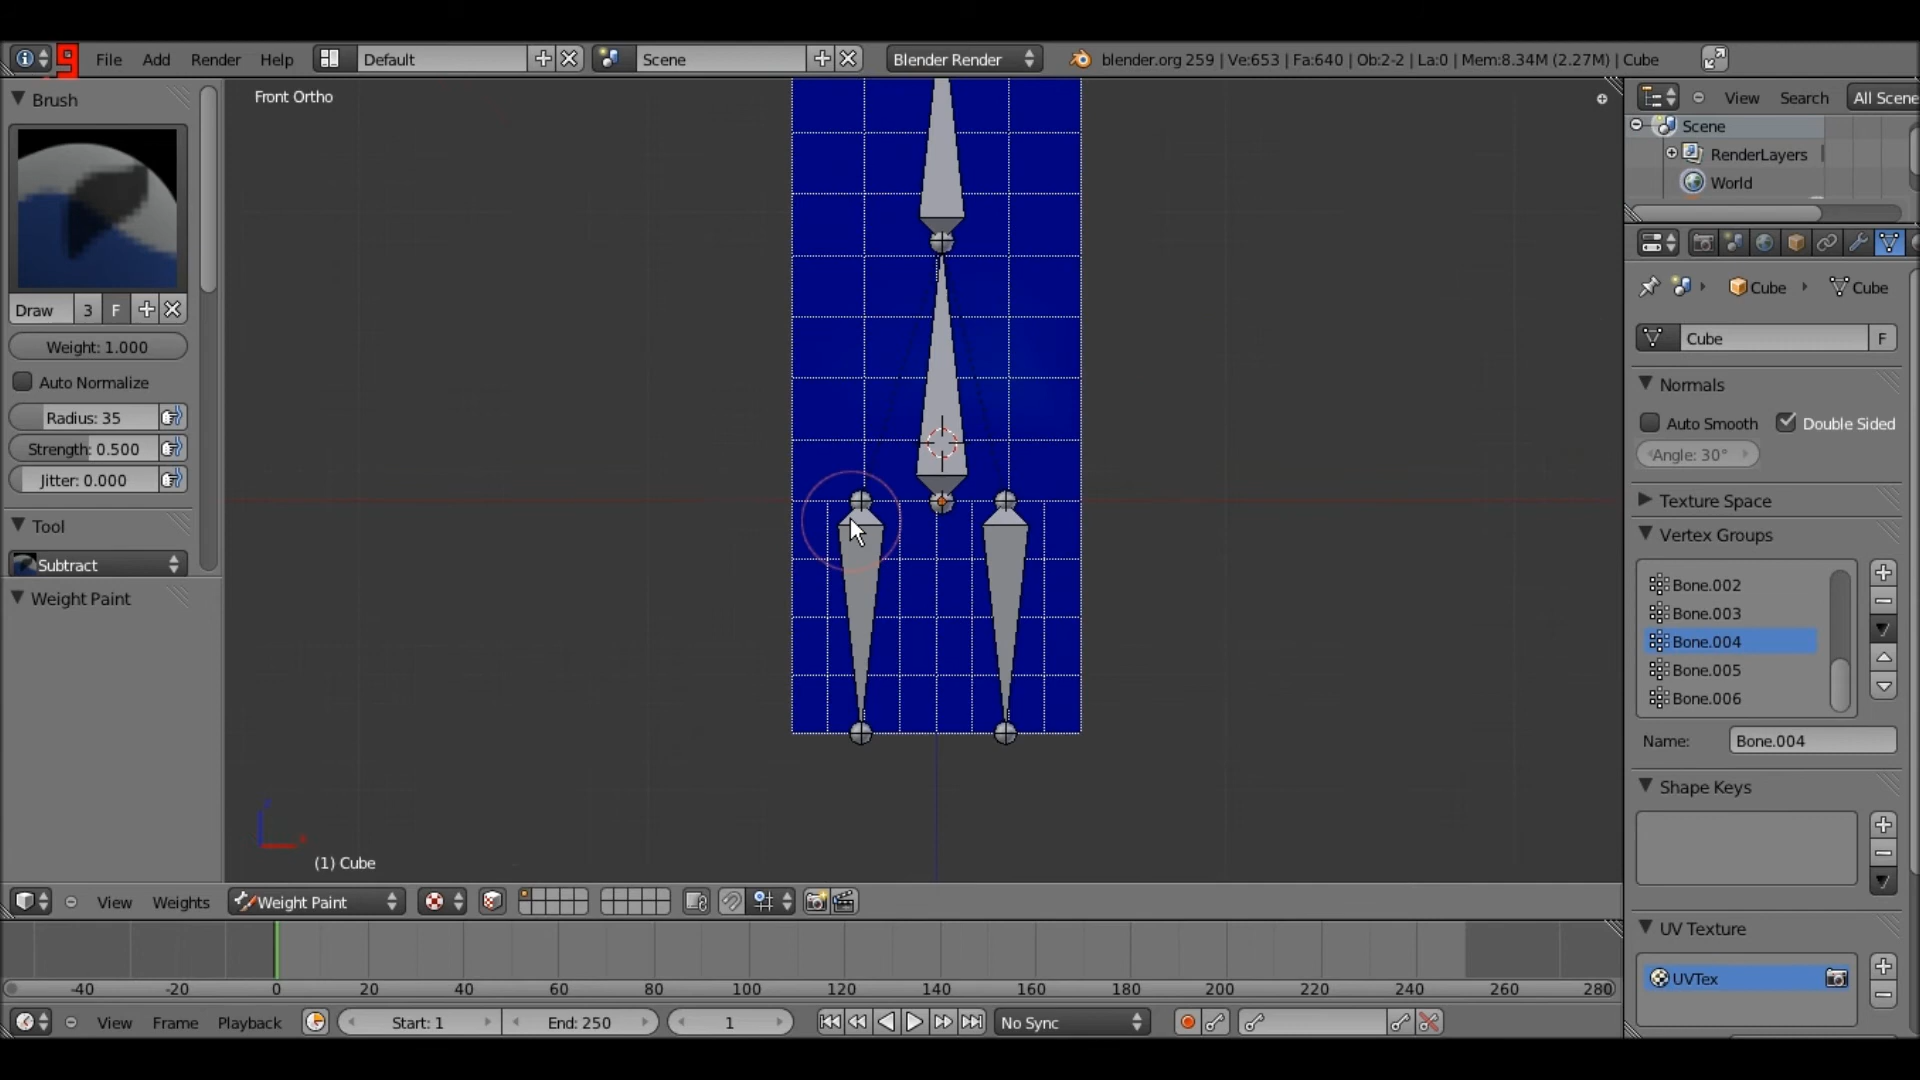 File Add Render Help Default Scene Blender Render blender.org 259 | Ve:653 | Fa:640 | Ob:2-2 | La:0 | Mem:8.34M (2.27M) | Cube
Brush
Front Ortho
View Search All Scene
Scene
RenderLayers
World
Draw 3 F
Weight: 1.000
Auto Normalize
Radius: 35
Strength: 0.500
Jitter: 0.000
Tool
Subtract
Weight Paint
Cube Cube
Cube F
Normals
Auto Smooth Double Sided
Angle: 30°
Texture Space
Vertex Groups
Bone.002
Bone.003
Bone.004
Bone.005
Bone.006
Name: Bone.004
Shape Keys
UV Texture
UVTex
(1) Cube
View Weights Weight Paint
-40 -20 0 20 40 60 80 100 120 140 160 180 200 220 240 260 280
View Frame Playback Start: 1 End: 250 1 No Sync